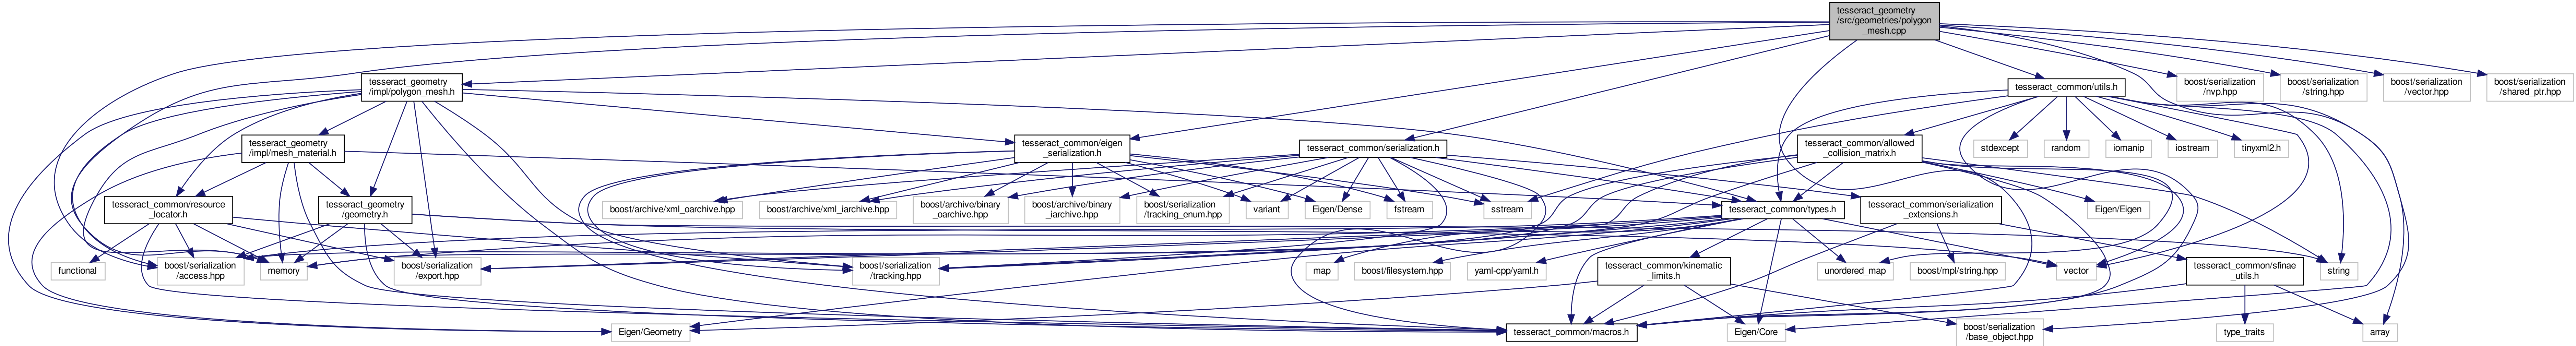 tesseract_geometry
/src/geometries/polygon
_mesh.cpp
tesseract_geometry
/impl/polygon_mesh.h
tesseract_common/utils.h
boost/serialization
/nvp.hpp
boost/serialization
/string.hpp
boost/serialization
/vector.hpp
boost/serialization
/shared_ptr.hpp
tesseract_geometry
/impl/mesh_material.h
tesseract_common/eigen
_serialization.h
tesseract_common/serialization.h
tesseract_common/allowed
_collision_matrix.h
stdexcept
random
iomanip
iostream
tinyxml2.h
tesseract_common/resource
_locator.h
tesseract_geometry
/geometry.h
boost/archive/xml_oarchive.hpp
boost/archive/xml_iarchive.hpp
boost/archive/binary
_oarchive.hpp
boost/archive/binary
_iarchive.hpp
boost/serialization
/tracking_enum.hpp
variant
Eigen/Dense
fstream
sstream
tesseract_common/types.h
tesseract_common/serialization
_extensions.h
Eigen/Eigen
functional
boost/serialization
/access.hpp
memory
boost/serialization
/export.hpp
boost/serialization
/tracking.hpp
map
boost/filesystem.hpp
yaml-cpp/yaml.h
tesseract_common/kinematic
_limits.h
unordered_map
boost/mpl/string.hpp
vector
tesseract_common/sfinae
_utils.h
string
Eigen/Geometry
tesseract_common/macros.h
Eigen/Core
boost/serialization
/base_object.hpp
type_traits
array